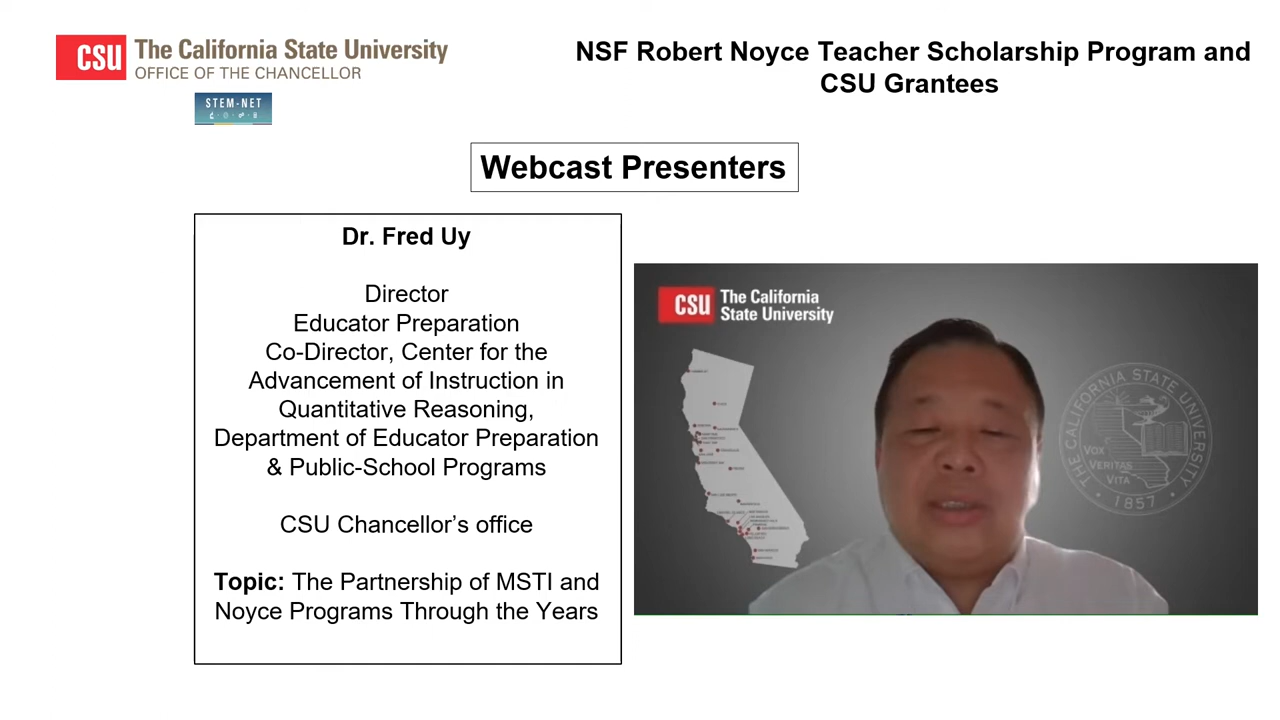 CSU The California State University
OFFICE OF THE CHANCELLOR
STEM-NET
NSF Robert Noyce Teacher Scholarship Program and
CSU Grantees
Webcast Presenters
Dr. Fred Uy
Director
Educator Preparation
Co-Director, Center for the
Advancement of Instruction in
Quantitative Reasoning,
Department of Educator Preparation
& Public-School Programs
CSU Chancellor's office
Topic: The Partnership of MSTI and
Noyce Programs Through the Years
CSU The California
State University
THE CALIFORNIA STATE UNIVERSITY
VOX
VERITAS
VITA
1857